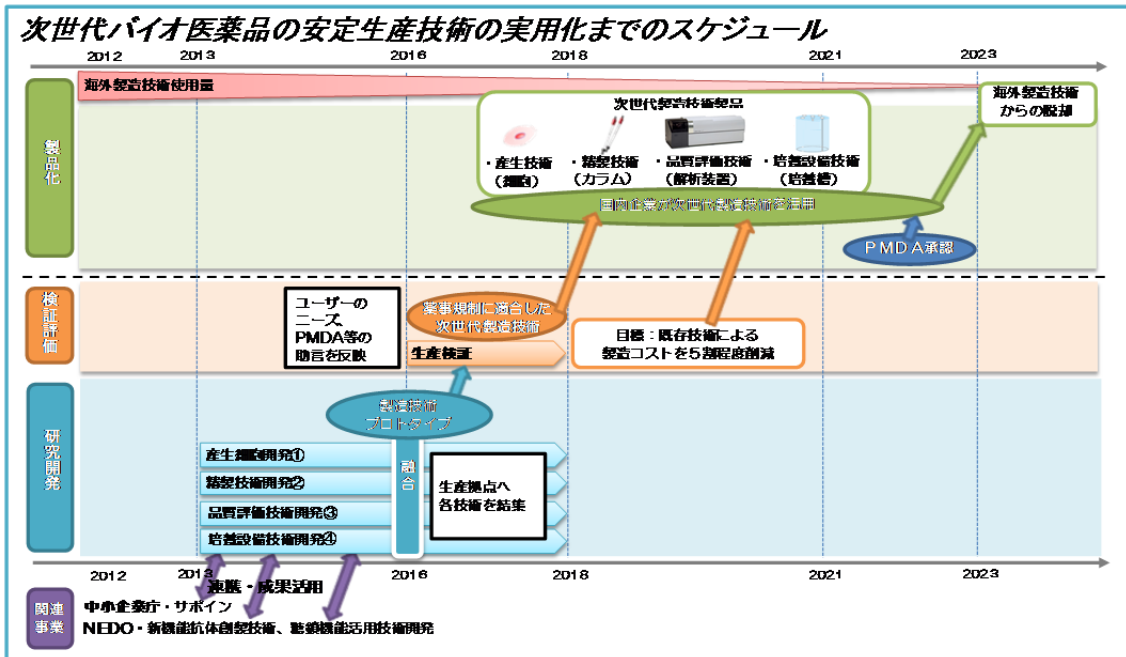 次世代バイオ医薬品の安定生産技術の実用化までのスケジュール
2012 2013 2016 2018 2021 2023
製品化
海外製造技術使用量
次世代製造技術製品
・産生技術
(細胞)
・精製技術
(カラム)
・品質評価技術
(解析装置)
・培養設備技術
(培養槽)
海外製造技術
からの脱却
国内企業が次世代製造技術を活用
PMDA承認
検証評価
ユーザーの
ニーズ、
PMDA等の
助言を反映
薬事規制に適合した
次世代製造技術
生産検証
目標:既存技術による
製造コストを5割程度削減
研究開発
製造技術
プロトタイプ
産生細胞開発①
精製技術開発②
品質評価技術開発③
培養設備技術開発④
融合
生産拠点へ
各技術を結集
2012 2013 2016 2018 2021 2023
連携・成果活用
関連
事業
中小企業庁・サポイン
NEDO・新機能抗体創製技術、糖鎖機能活用技術開発